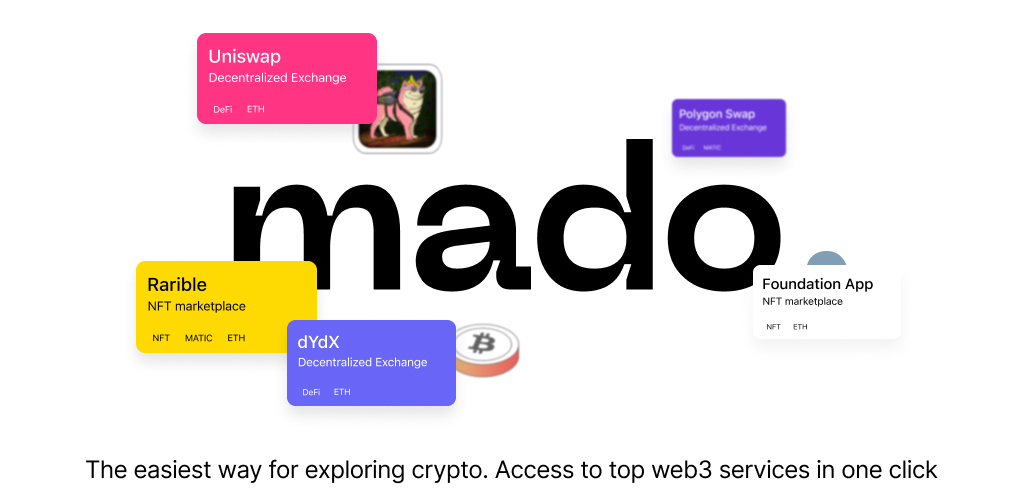 Uniswap
Decentralized Exchange
DeFi ETH
Polygon Swap
Decentralized Exchange
DeFi MATIC
mado
Rarible
NFT marketplace
NFT MATIC ETH
Foundation App
NFT marketplace
NFT ETH
dYdX
Decentralized Exchange
DeFi ETH
The easiest way for exploring crypto. Access to top web3 services in one click